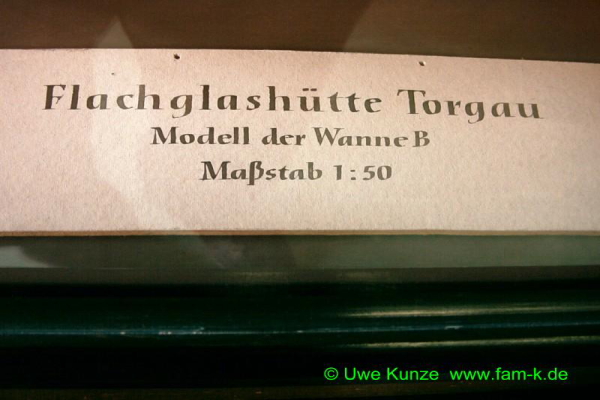 Flachglashütte Torgau
Modell der Wanne B
Maßstab 1:50
© Uwe Kunze www.fam-k.de